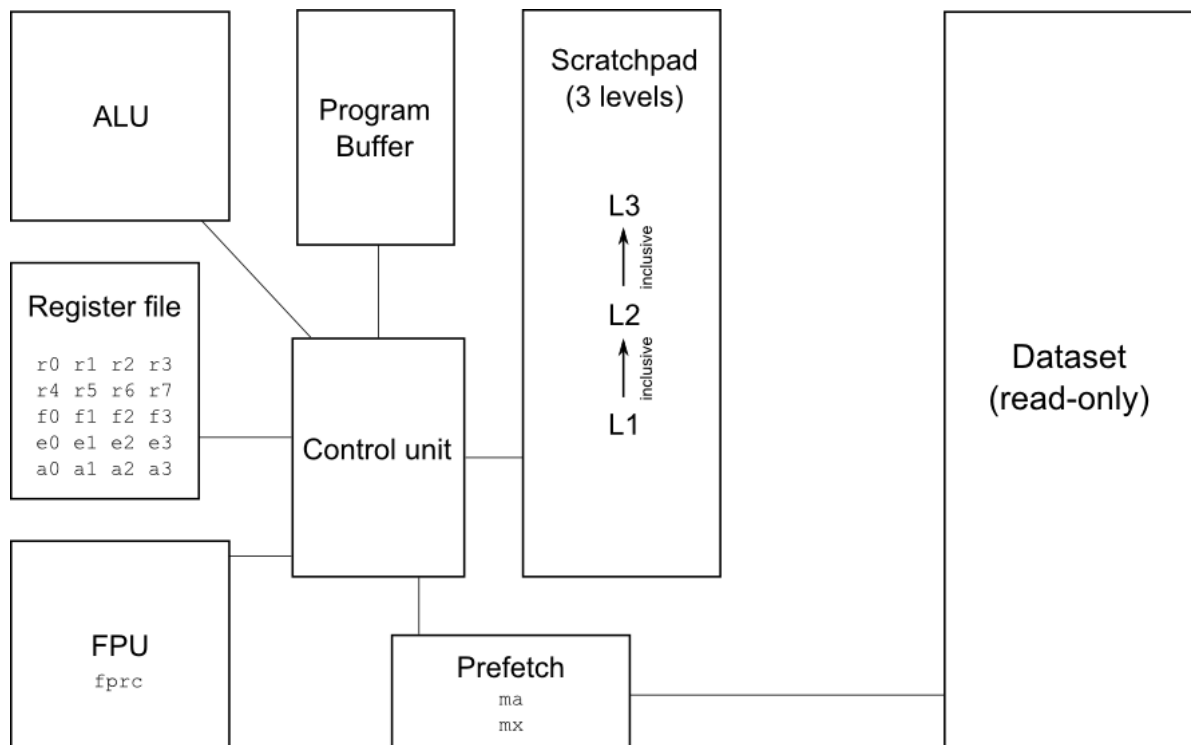 ALU
Program
Buffer
Scratchpad
(3 levels)
L3
inclusive
L2
inclusive
L1
Register file
r0 r1 r2 r3
r4 r5 r6 r7
f0 f1 f2 f3
e0 e1 e2 e3
a0 a1 a2 a3
Control unit
Dataset
(read-only)
FPU
fprc
Prefetch
ma
mx